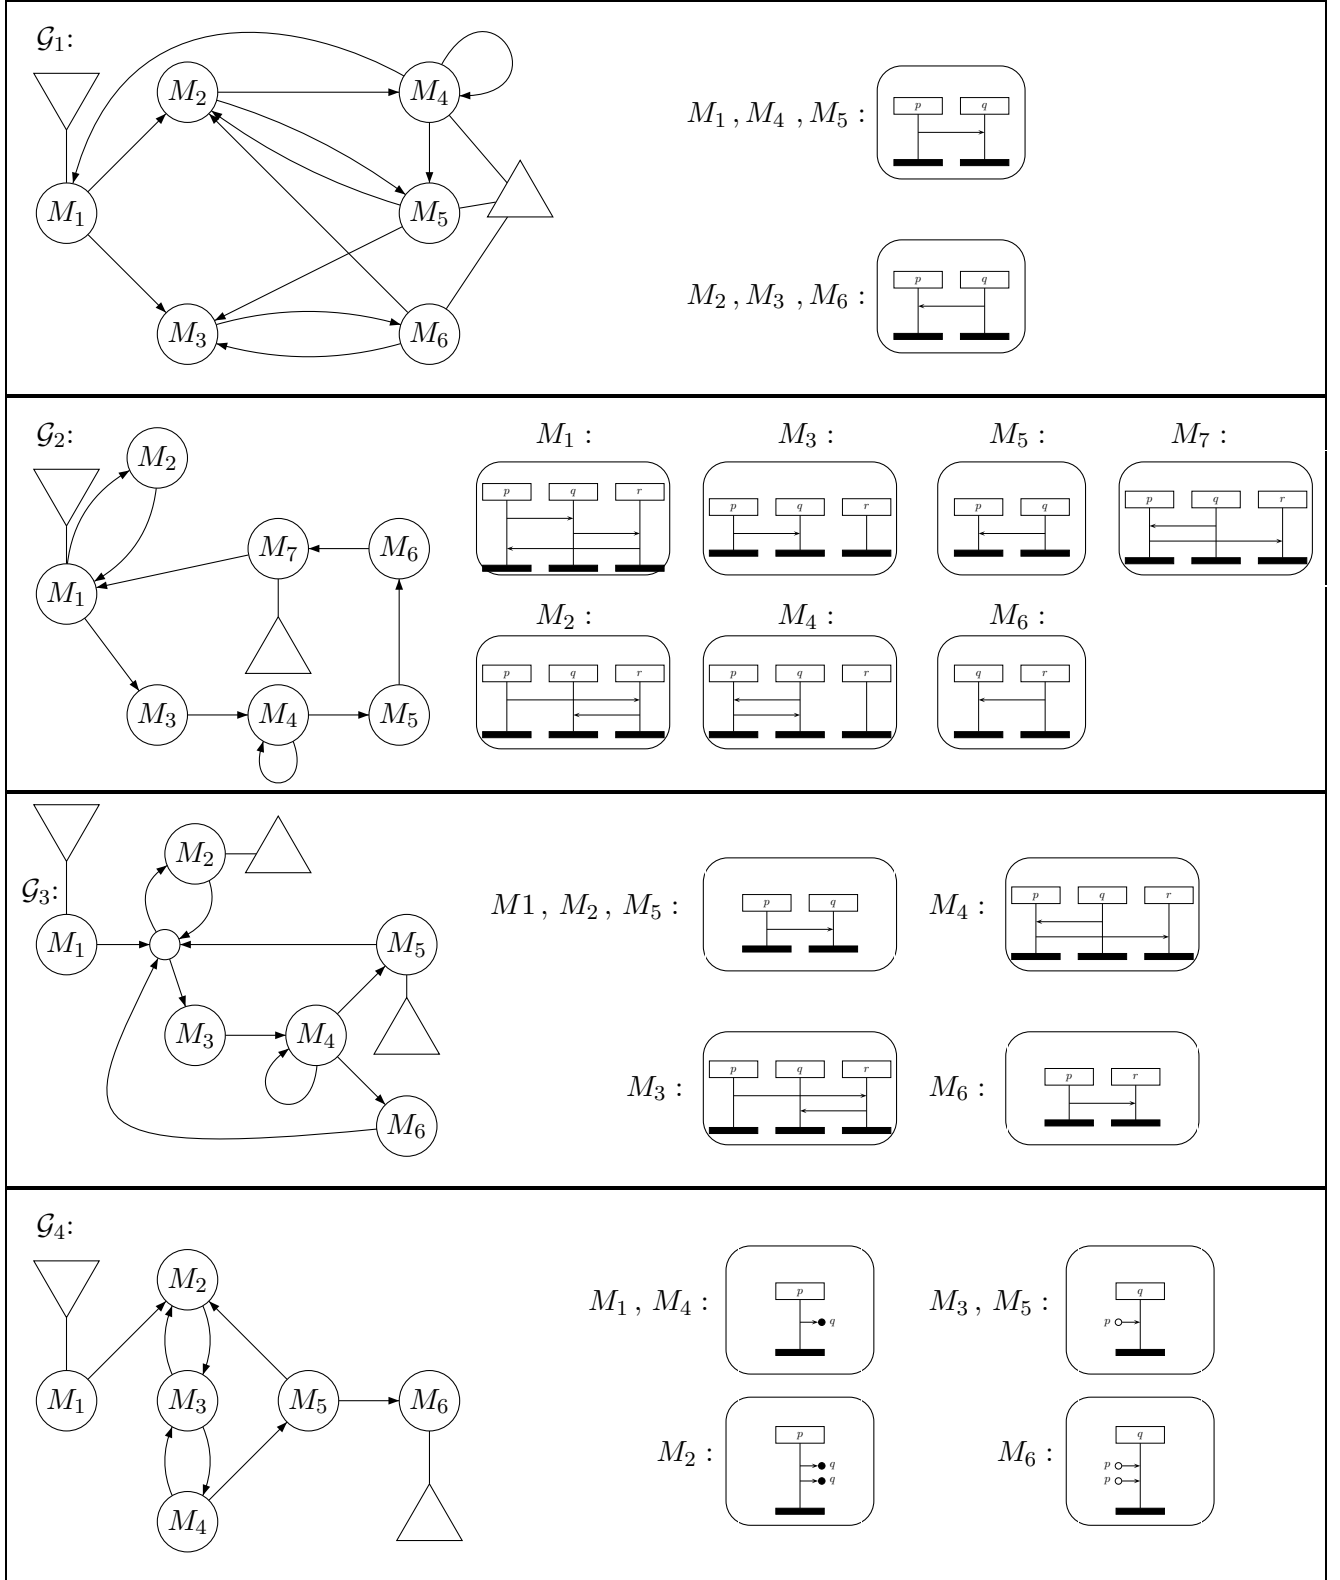 G₁:
M₂
M₄
M₁
M₅
M₃
M₆
M₁ , M₄ , M₅ :
p q
M₂ , M₃ , M₆ :
p q
G₂:
M₂
M₇
M₆
M₁
M₃
M₄
M₅
M₁ : M₃ : M₅ : M₇ :
p q r p q r p q p q r
M₂ : M₄ : M₆ :
p q r p q r q r
G₃:
M₂
M₁
M₅
M₃
M₄
M₆
M1 , M₂ , M₅ :
p q
M₄ :
p q r
M₃ :
p q r
M₆ :
p r
G₄:
M₂
M₁
M₃
M₅
M₆
M₄
M₁ , M₄ :
p
q
M₃ , M₅ :
q
p
M₂ :
p
q
q
M₆ :
q
p
p